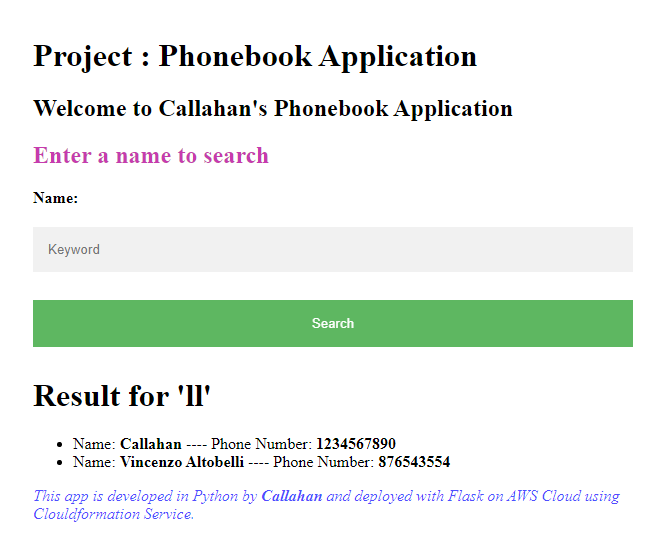 Project : Phonebook Application
Welcome to Callahan's Phonebook Application
Enter a name to search
Name:
Keyword
Search
Result for 'll'
Name: Callahan ---- Phone Number: 1234567890
Name: Vincenzo Altobelli ---- Phone Number: 876543554
This app is developed in Python by Callahan and deployed with Flask on AWS Cloud using
Clouldformation Service.